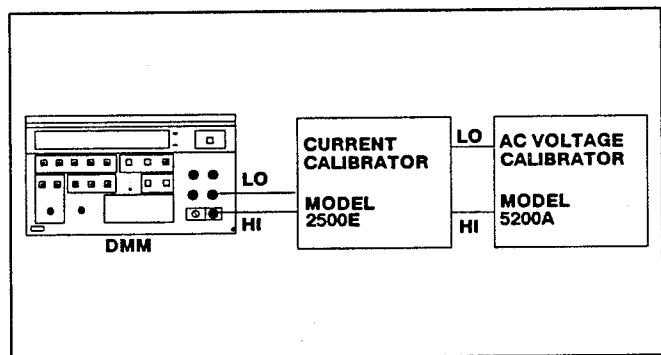 CURRENT
CALIBRATOR
MODEL
2500E
LO
AC VOLTAGE
CALIBRATOR
MODEL
5200A
HI
LO
HI
DMM